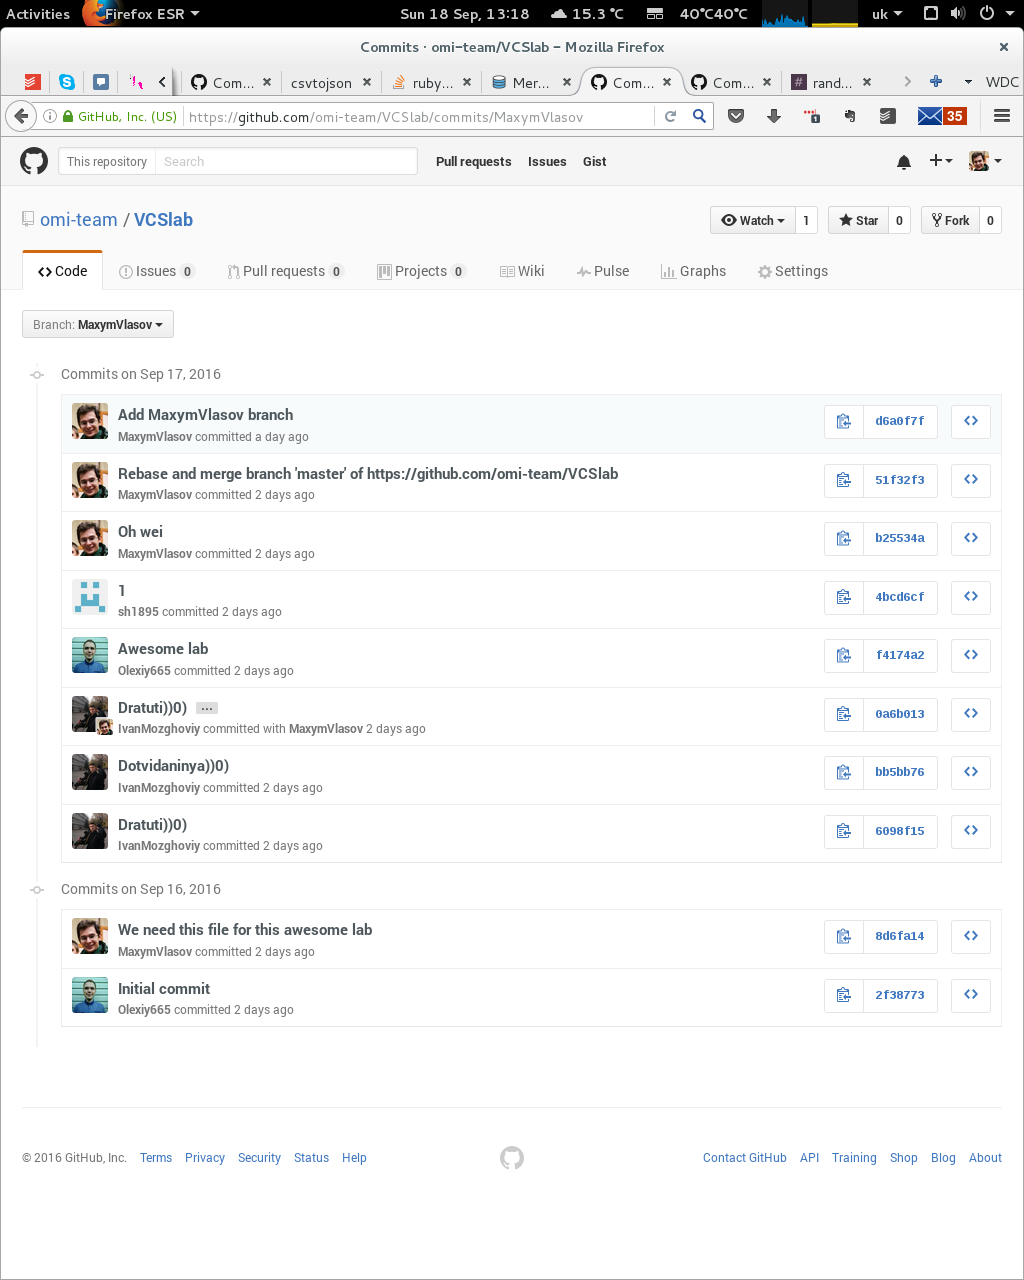 Activities Firefox ESR Sun 18 Sep, 13:18 15.3 °C 40°C40°C uk
Commits · omi-team/VCSlab - Mozilla Firefox
Com... csvtojson ruby... Mer... Com... Com... # rand... WDC
GitHub, Inc. (US) https://github.com/omi-team/VCSlab/commits/MaxymVlasov 35
This repository Search Pull requests Issues Gist
omi-team / VCSlab Watch 1 Star 0 Fork 0
Code Issues 0 Pull requests 0 Projects 0 Wiki Pulse Graphs Settings
Branch: MaxymVlasov
Commits on Sep 17, 2016
Add MaxymVlasov branch
MaxymVlasov committed a day ago
d6a0f7f
Rebase and merge branch 'master' of https://github.com/omi-team/VCSlab
MaxymVlasov committed 2 days ago
51f32f3
Oh wei
MaxymVlasov committed 2 days ago
b25534a
1
sh1895 committed 2 days ago
4bcd6cf
Awesome lab
Olexiy665 committed 2 days ago
f4174a2
Dratuti))0) ...
IvanMozghoviy committed with MaxymVlasov 2 days ago
0a6b013
Dotvidaninya))0)
IvanMozghoviy committed 2 days ago
bb5bb76
Dratuti))0)
IvanMozghoviy committed 2 days ago
6098f15
Commits on Sep 16, 2016
We need this file for this awesome lab
MaxymVlasov committed 2 days ago
8d6fa14
Initial commit
Olexiy665 committed 2 days ago
2f38773
© 2016 GitHub, Inc. Terms Privacy Security Status Help Contact GitHub API Training Shop Blog About